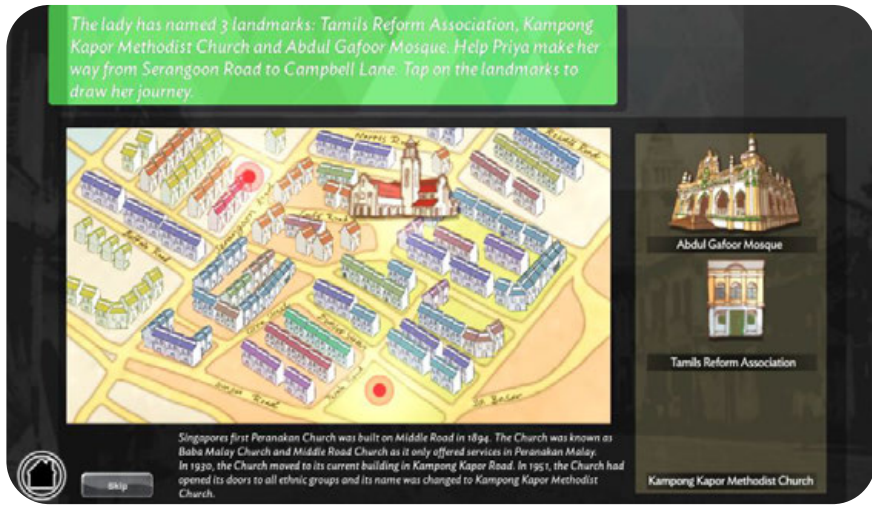 The lady has named 3 landmarks: Tamils Reform Association, Kampong
Kapor Methodist Church and Abdul Gafoor Mosque. Help Priya make her
way from Serangoon Road to Campbell Lane. Tap on the landmarks to
draw her journey.
Road
Road
Road
Road
Abdul Gafoor Mosque
Tamils Reform Association
Kampong Kapor Methodist Church
Singapores first Peranakan Church was built on Middle Road in 1894. The Church was known as
Baba Malay Church and Middle Road Church as it only offered services in Peranakan Malay.
In 1930, the Church moved to its current building in Kampong Kapor Road. In 1951, the Church had
opened its doors to all ethnic groups and its name was changed to Kampong Kapor Methodist
Church.
Skip